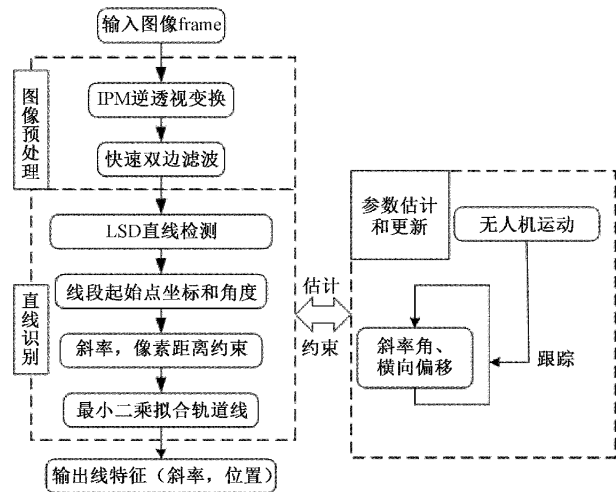 输入图像frame
图像预处理
IPM逆透视变换
快速双边滤波
直线识别
LSD直线检测
线段起始点坐标和角度
斜率，像素距离约束
最小二乘拟合轨道线
输出线特征（斜率，位置）
估计
约束
参数估计
和更新
无人机运动
斜率角、
横向偏移
跟踪